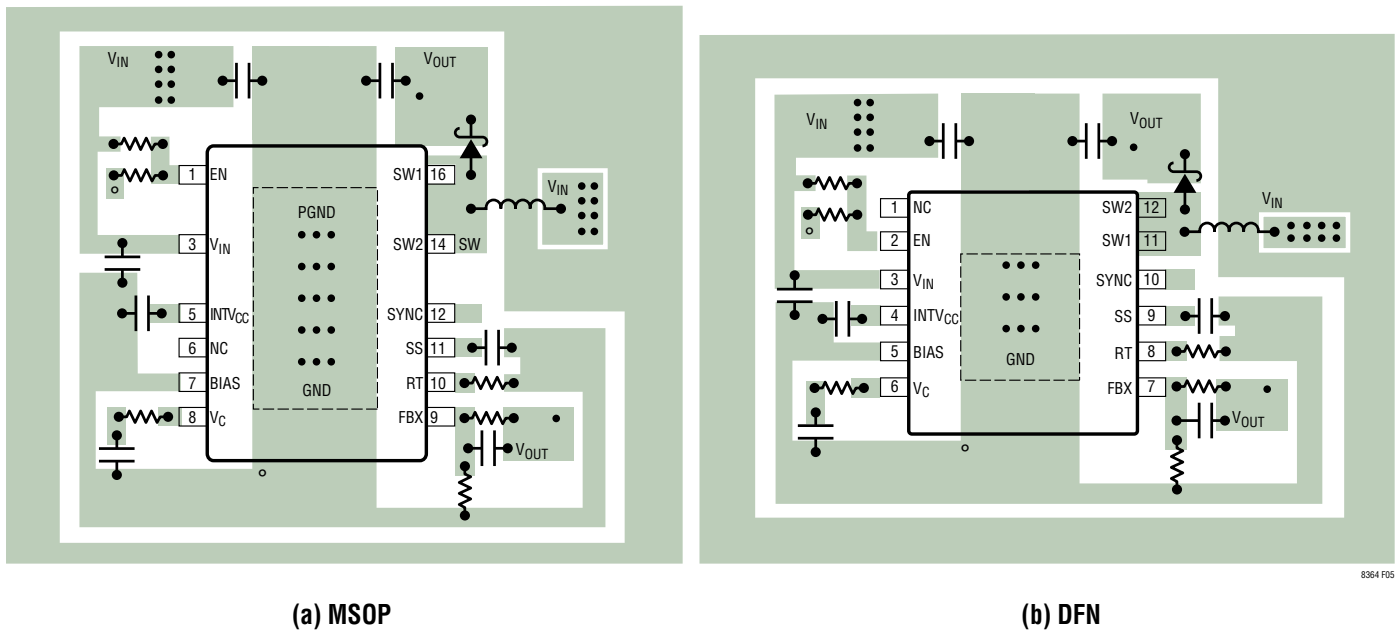 VIN
VOUT
1 EN
SW1 16
VIN
PGND
3 VIN
SW2 14 SW
5 INTVCC
SYNC 12
6 NC
SS 11
7 BIAS
RT 10
GND
8 VC
FBX 9
VOUT
(a) MSOP
VIN
VOUT
VIN
1 NC
SW2 12
2 EN
SW1 11
3 VIN
SYNC 10
4 INTVCC
SS 9
5 BIAS
RT 8
GND
6 VC
FBX 7
VOUT
8364 F05
(b) DFN